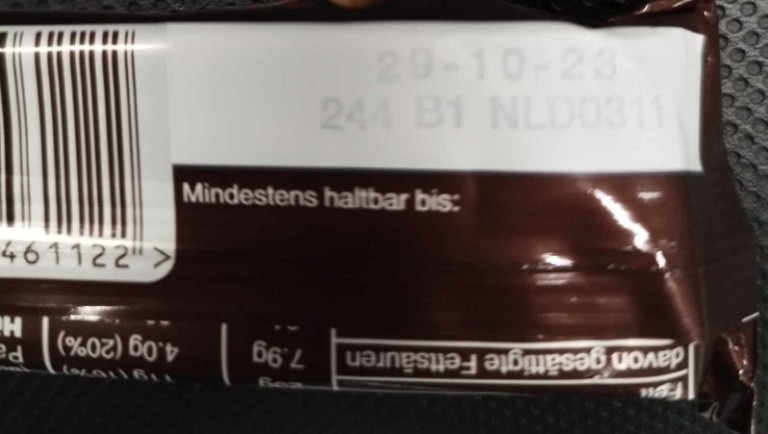 29-10-23
244 B1 NLD0311
Mindestens haltbar bis:
461122 >
4.0g (20%)
7.9g
davon gesättigte Fettsäuren